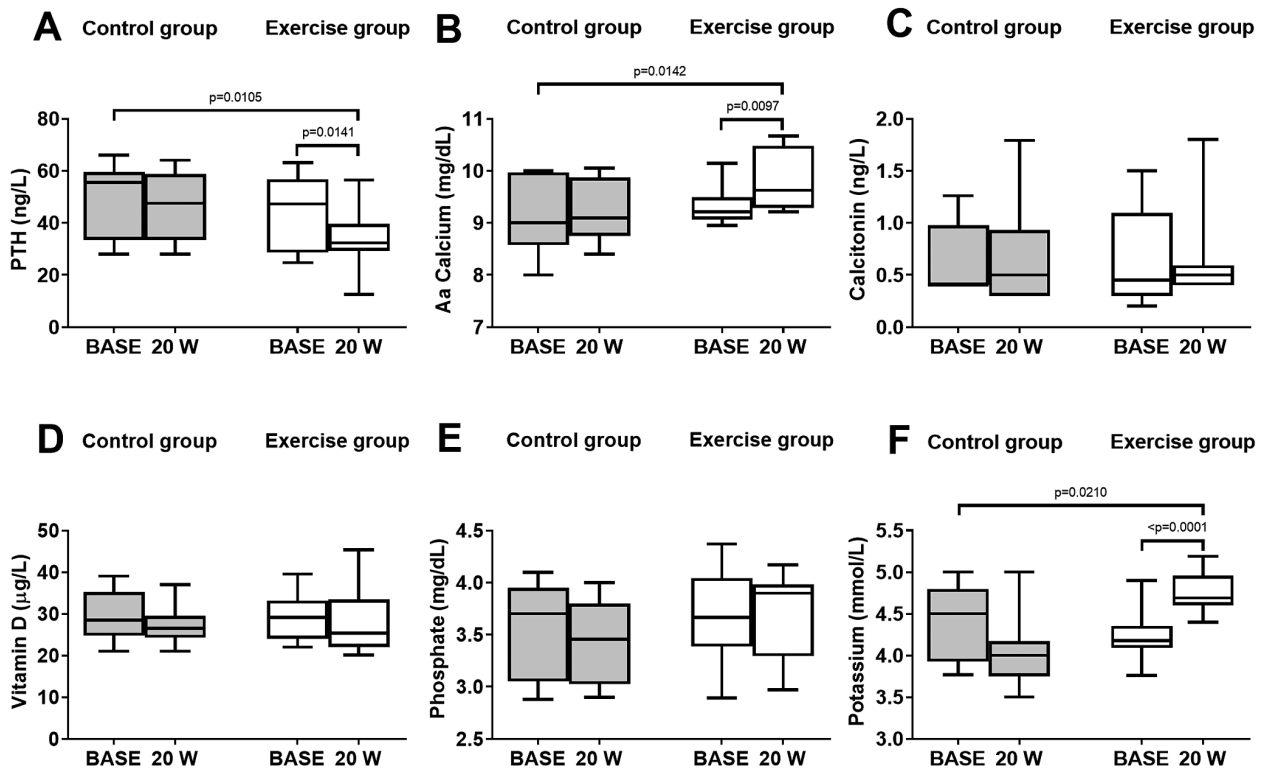 A Control group Exercise group
p=0.0105
p=0.0141
PTH (ng/L)
80
60
40
20
0
BASE 20 W BASE 20 W
B Control group Exercise group
p=0.0142
p=0.0097
Aa Calcium (mg/dL)
11
10
9
8
7
BASE 20 W BASE 20 W
C Control group Exercise group
Calcitonin (ng/L)
2.0
1.5
1.0
0.5
0.0
BASE 20 W BASE 20 W
D Control group Exercise group
Vitamin D (μg/L)
50
40
30
20
10
0
BASE 20 W BASE 20 W
E Control group Exercise group
Phosphate (mg/dL)
4.5
4.0
3.5
3.0
2.5
BASE 20 W BASE 20 W
F Control group Exercise group
p=0.0210
<p=0.0001
Potassium (mmol/L)
5.5
5.0
4.5
4.0
3.5
3.0
BASE 20 W BASE 20 W